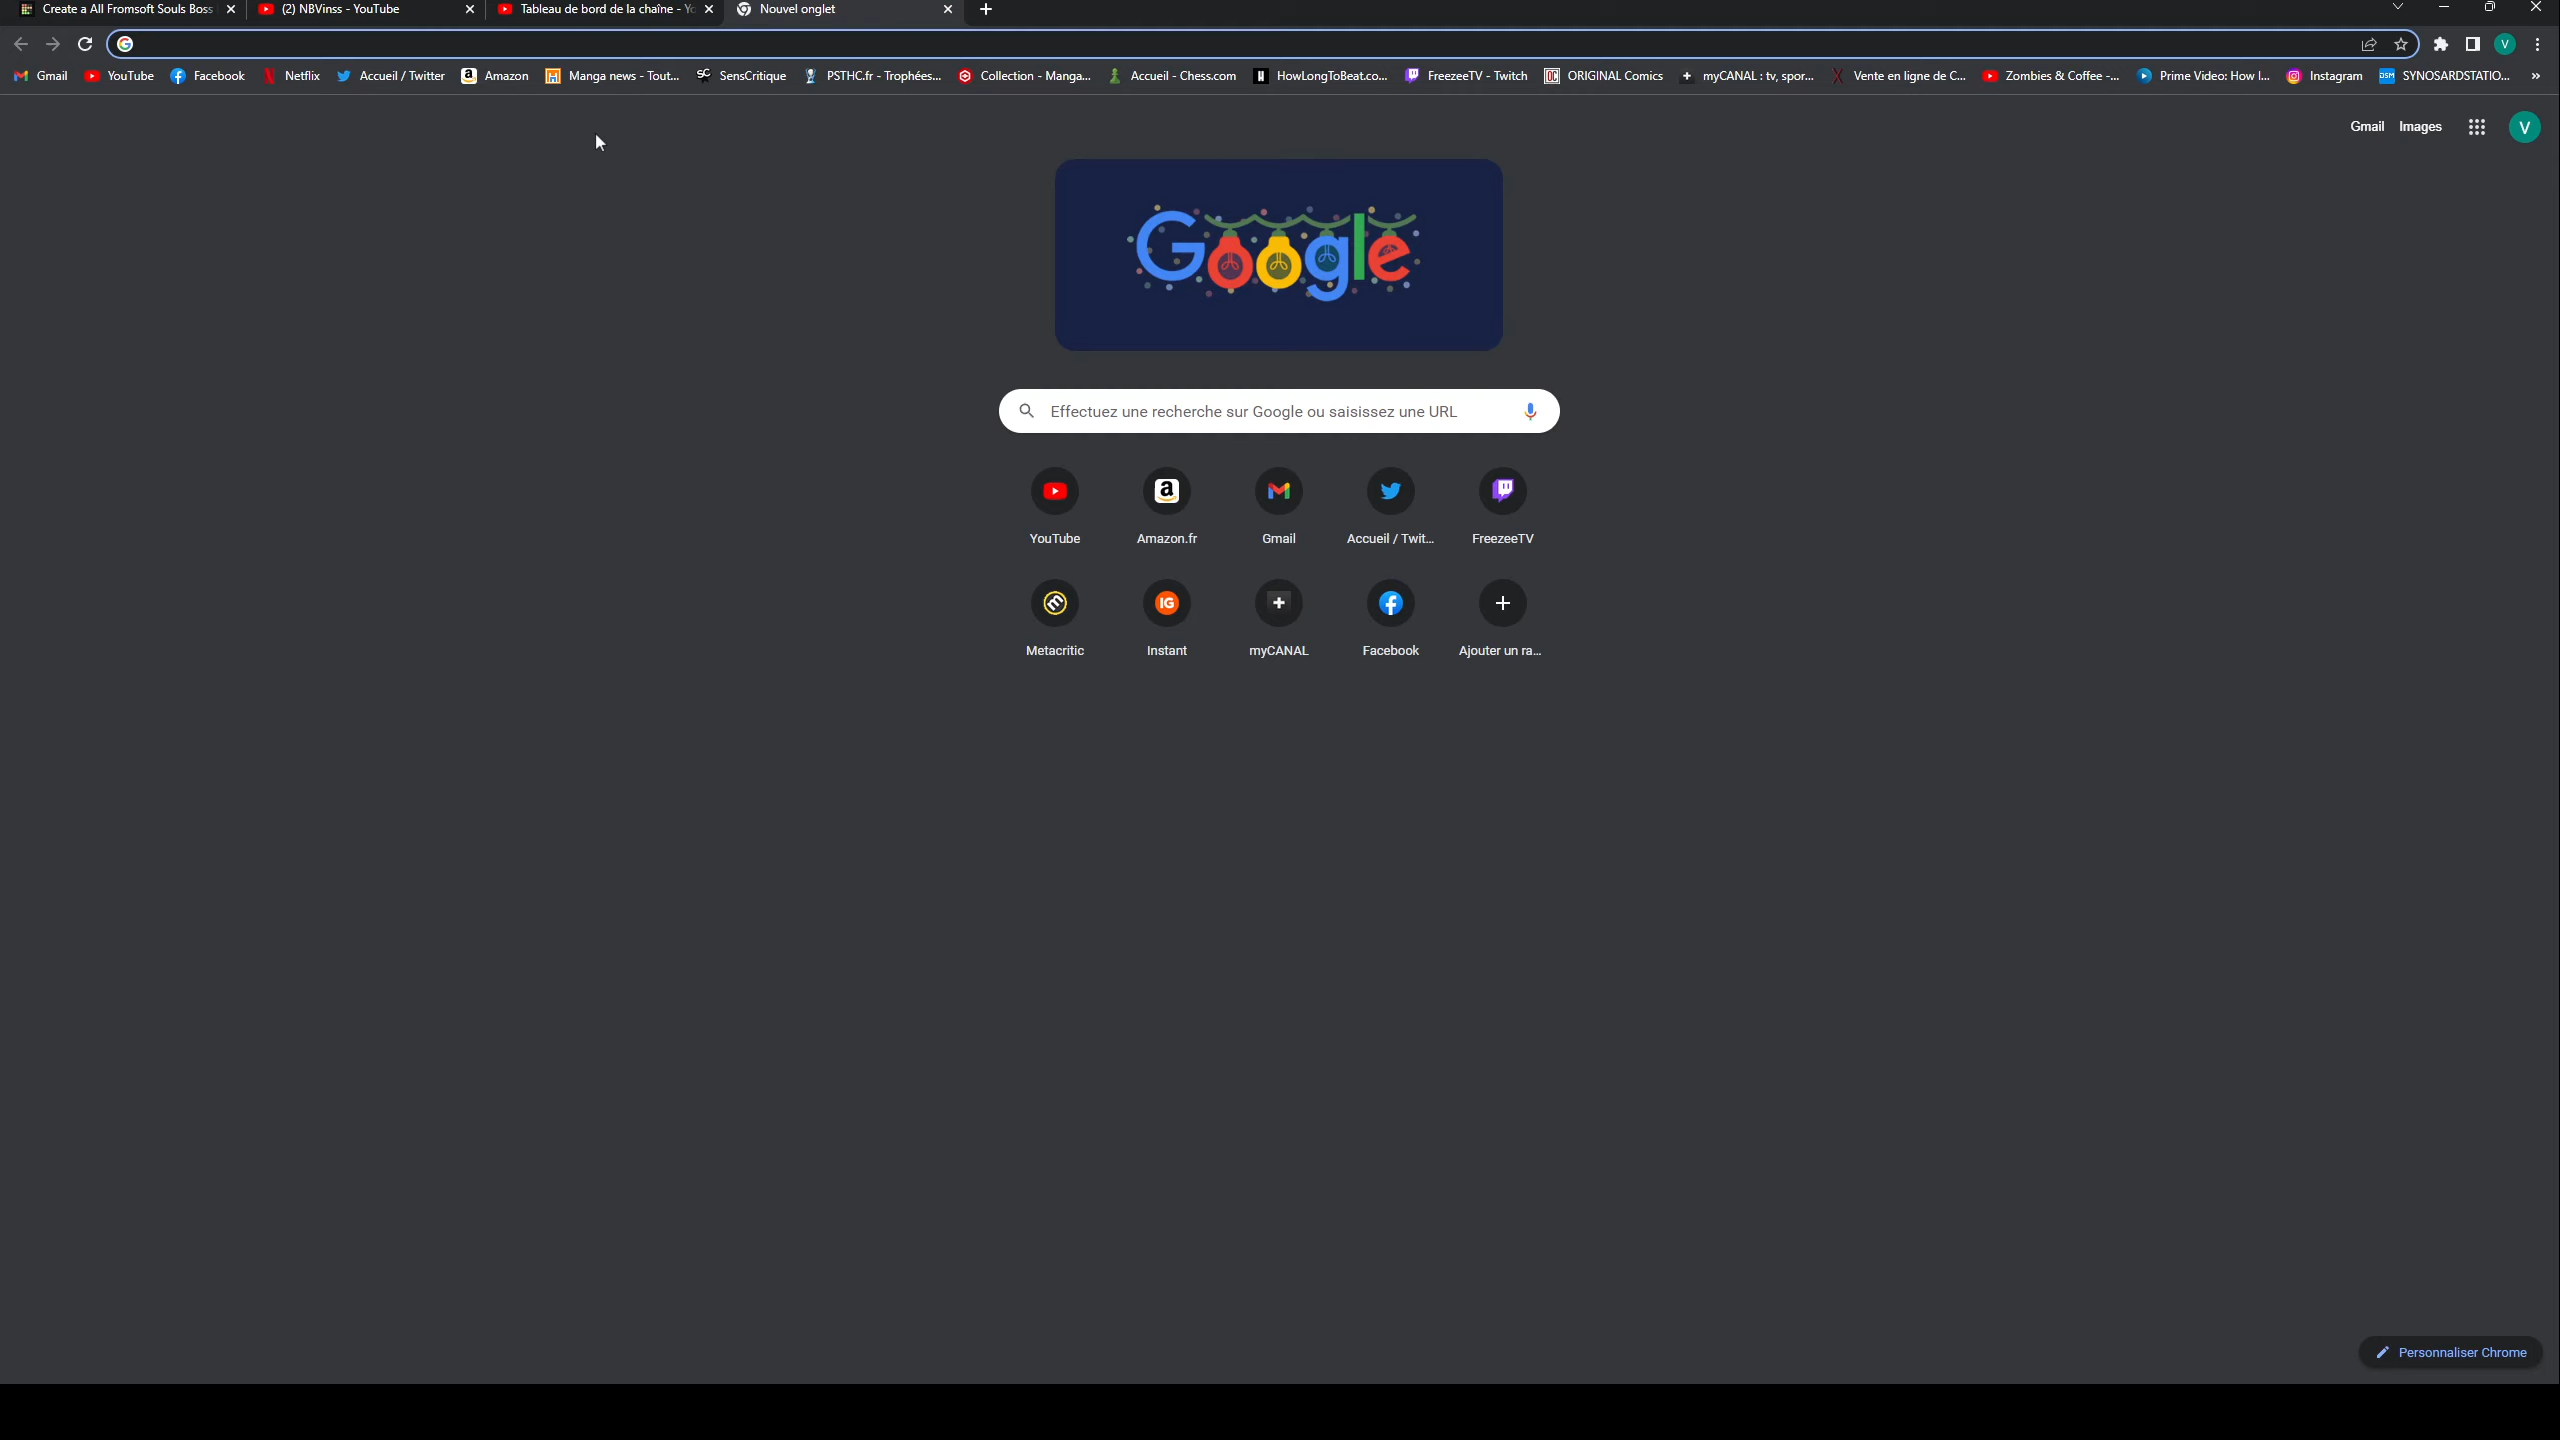 Create a All Fromsoft Souls Boss
(2) NBVinss - YouTube
Tableau de bord de la chaîne - Yo
Nouvel onglet
Gmail
YouTube
Facebook
Netflix
Accueil / Twitter
Amazon
Manga news - Tout...
SensCritique
PSTHC.fr - Trophées...
Collection - Manga...
Accueil - Chess.com
HowLongToBeat.co...
FreezeeTV - Twitch
ORIGINAL Comics
myCANAL : tv, spor...
Vente en ligne de C...
Zombies & Coffee -...
Prime Video: How I...
Instagram
DSM SYNOSARDSTATIO...
Gmail Images V
Google
Effectuez une recherche sur Google ou saisissez une URL
YouTube Amazon.fr Gmail Accueil / Twit... FreezeeTV
Metacritic Instant myCANAL Facebook Ajouter un ra...
Personnaliser Chrome